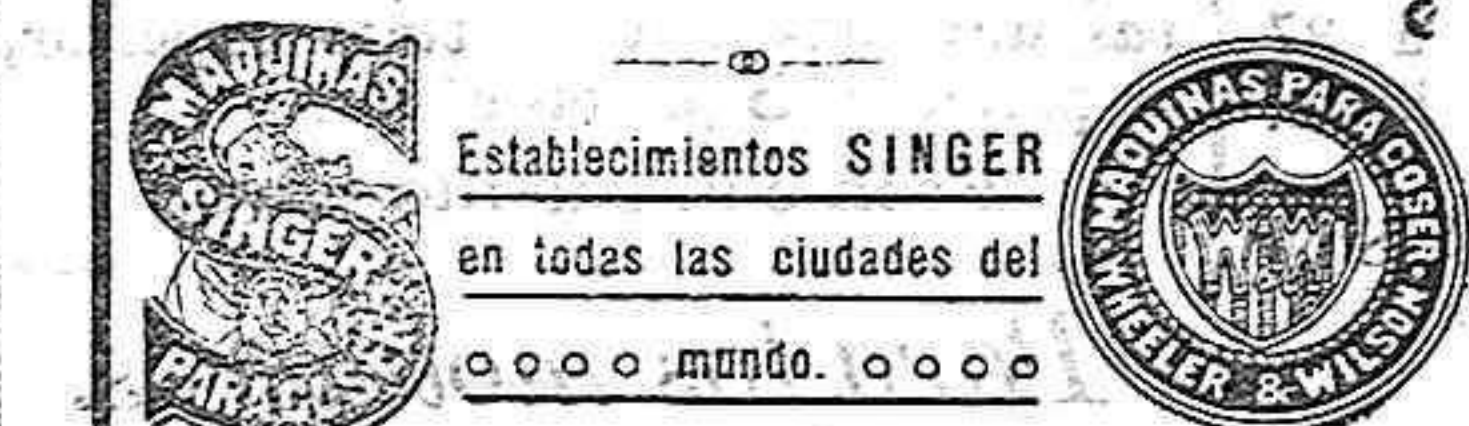 MAQUINAS
SINGER
PARA COSER
Establecimientos SINGER
en todas las ciudades del
mundo.
MAQUINAS PARA COSER
WHEELER & WILSON